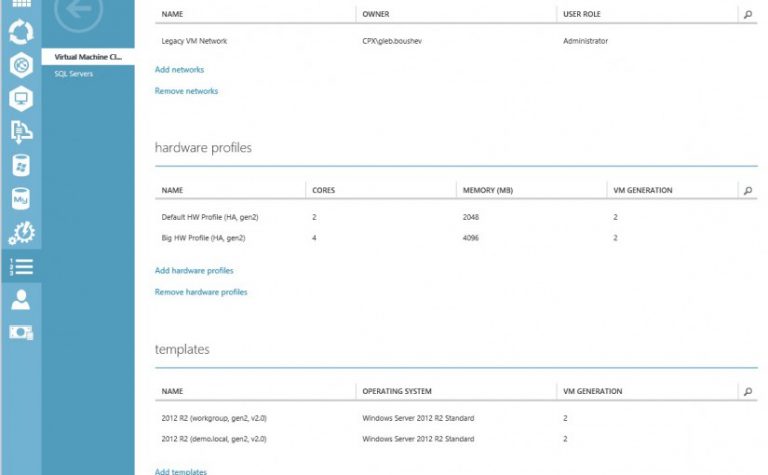 NAME OWNER USER ROLE
Legacy VM Network CPX\gleb.boushev Administrator
Virtual Machine Cl...
SQL Servers
Add networks
Remove networks
hardware profiles
NAME CORES MEMORY (MB) VM GENERATION
Default HW Profile (HA, gen2) 2 2048 2
My
Big HW Profile (HA, gen2) 4 4096 2
1
2
3
Add hardware profiles
Remove hardware profiles
templates
NAME OPERATING SYSTEM VM GENERATION
2012 R2 (workgroup, gen2, v2.0) Windows Server 2012 R2 Standard 2
2012 R2 (demo.local, gen2, v2.0) Windows Server 2012 R2 Standard 2
Add templates